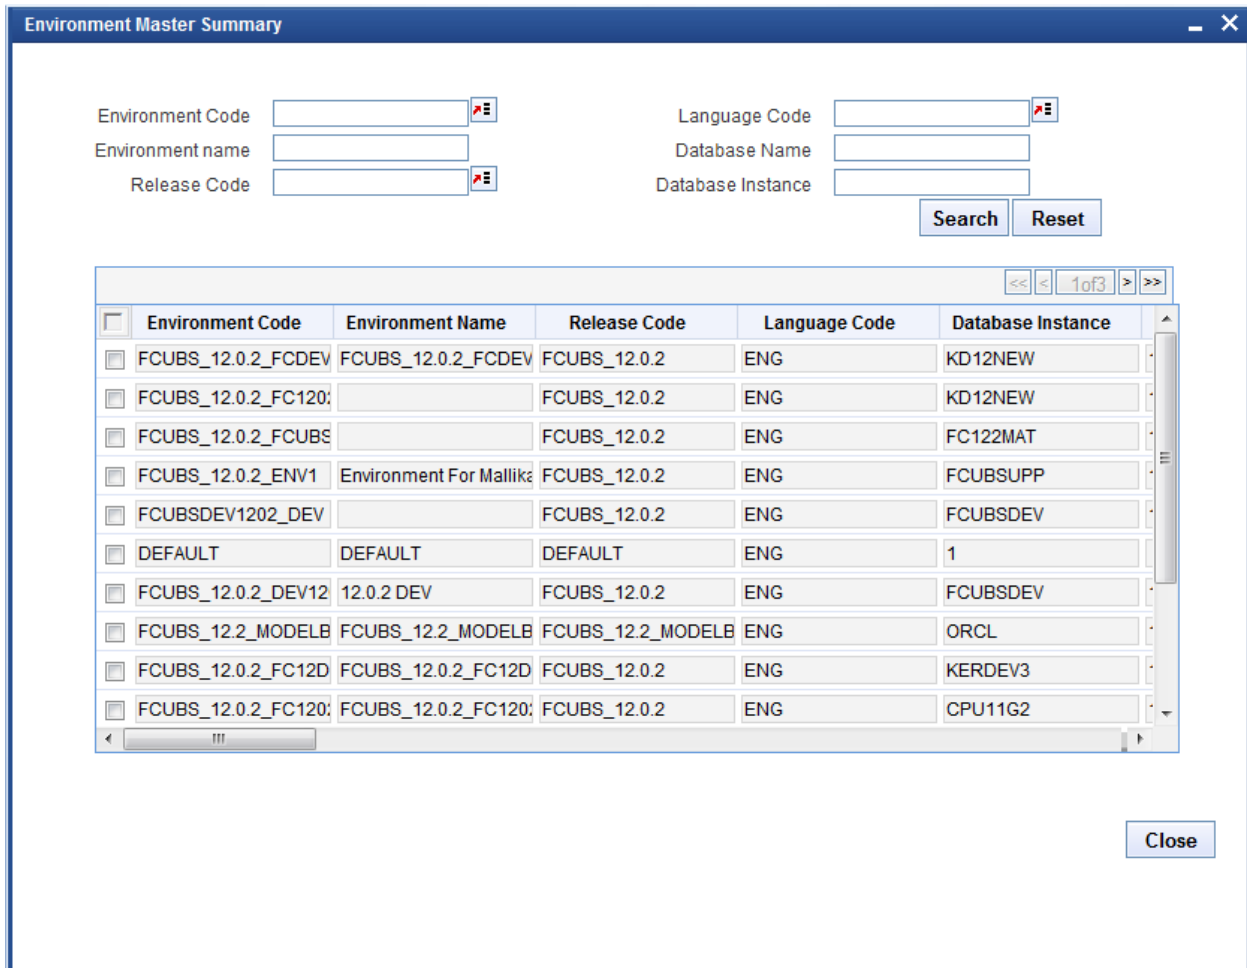 Environment Master Summary
Environment Code Language Code
Environment name Database Name
Release Code Database Instance
Search Reset
<< < 1of3 > >>
Environment Code Environment Name Release Code Language Code Database Instance
FCUBS_12.0.2_FCDEV FCUBS_12.0.2_FCDEV FCUBS_12.0.2 ENG KD12NEW
FCUBS_12.0.2_FC120 FCUBS_12.0.2 ENG KD12NEW
FCUBS_12.0.2_FCUBS FCUBS_12.0.2 ENG FC122MAT
FCUBS_12.0.2_ENV1 Environment For Mallika FCUBS_12.0.2 ENG FCUBSUPP
FCUBSDEV1202_DEV FCUBS_12.0.2 ENG FCUBSDEV
DEFAULT DEFAULT DEFAULT ENG 1
FCUBS_12.0.2_DEV12 12.0.2 DEV FCUBS_12.0.2 ENG FCUBSDEV
FCUBS_12.2_MODELB FCUBS_12.2_MODELB FCUBS_12.2_MODELB ENG ORCL
FCUBS_12.0.2_FC12D FCUBS_12.0.2_FC12D FCUBS_12.0.2 ENG KERDEV3
FCUBS_12.0.2_FC120 FCUBS_12.0.2_FC120 FCUBS_12.0.2 ENG CPU11G2
Close